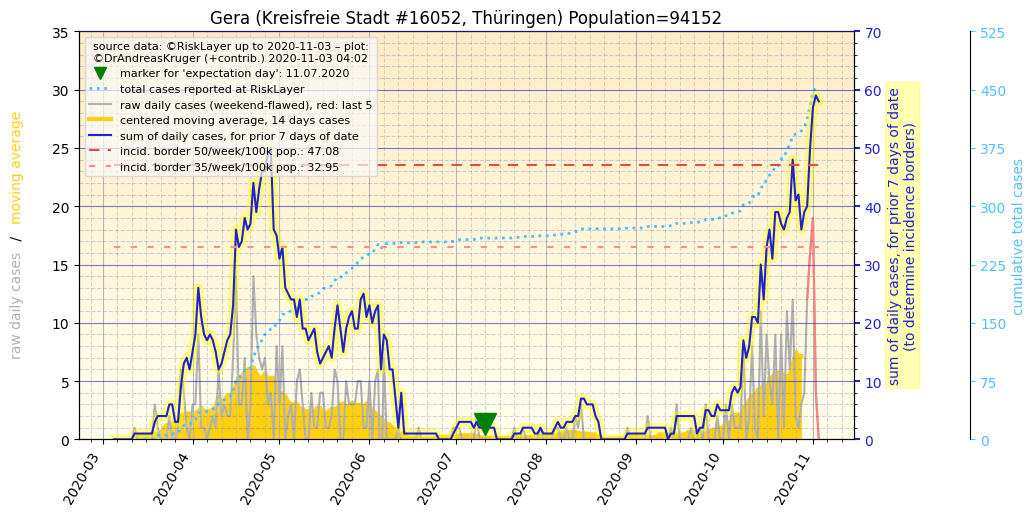 Gera (Kreisfreie Stadt #16052, Thüringen) Population=94152
source data: ©RiskLayer up to 2020-11-03 – plot:
©DrAndreasKruger (+contrib.) 2020-11-03 04:02
marker for 'expectation day': 11.07.2020
total cases reported at RiskLayer
raw daily cases (weekend-flawed), red: last 5
centered moving average, 14 days cases
sum of daily cases, for prior 7 days of date
incid. border 50/week/100k pop.: 47.08
incid. border 35/week/100k pop.: 32.95
raw daily cases / moving average
35
30
25
20
15
10
5
0
2020-03
2020-04
2020-05
2020-06
2020-07
2020-08
2020-09
2020-10
2020-11
70
60
50
40
30
20
10
0
sum of daily cases, for prior 7 days of date
(to determine incidence borders)
525
450
375
300
225
150
75
0
cumulative total cases